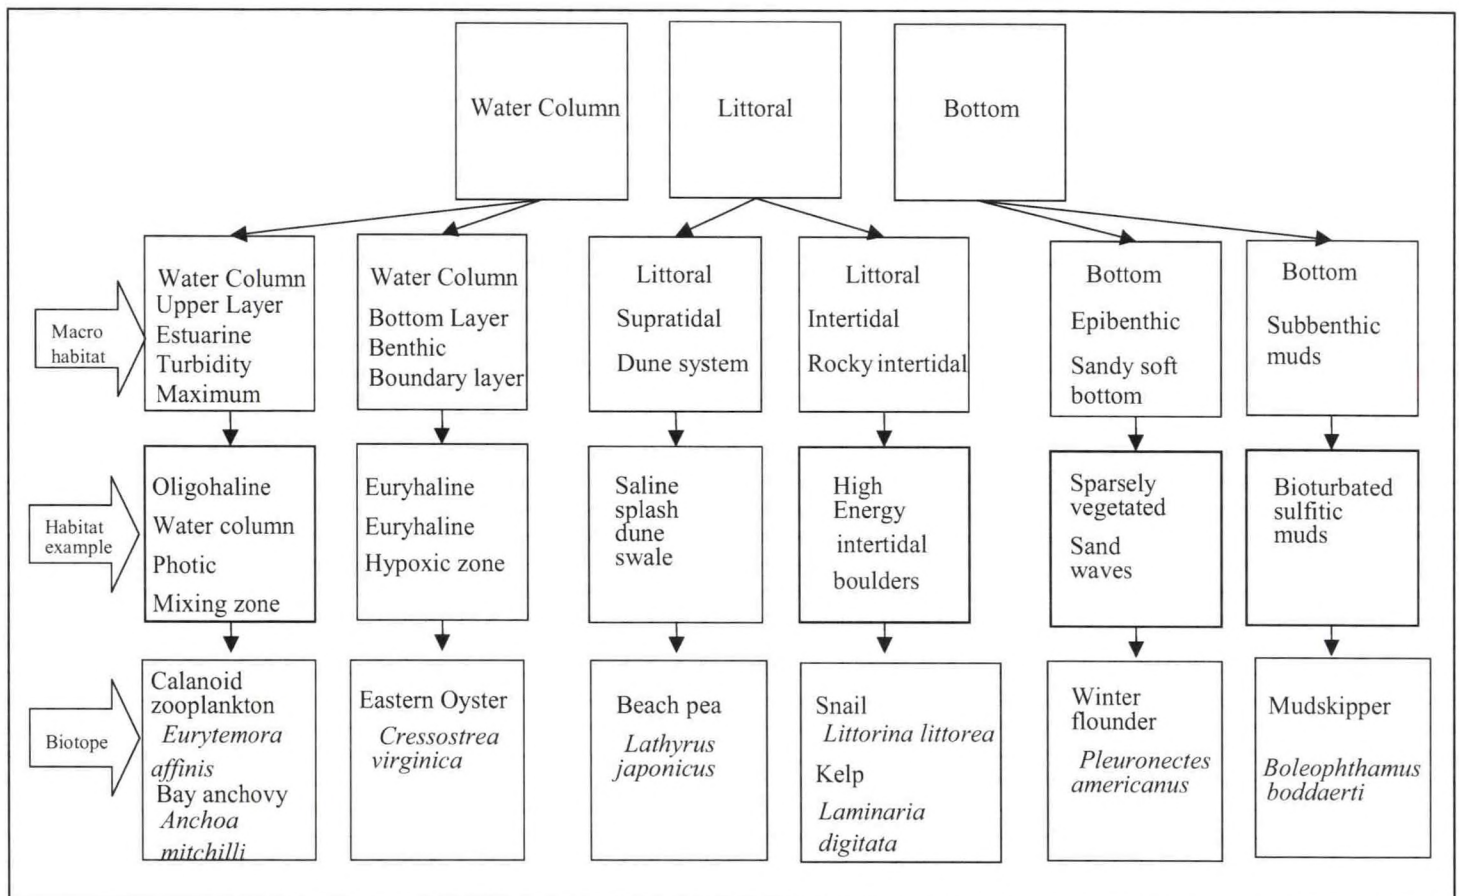 Water Column
Littoral
Bottom
Macro
habitat
Water Column
Upper Layer
Estuarine
Turbidity
Maximum
Water Column
Bottom Layer
Benthic
Boundary layer
Littoral
Supratidal
Dune system
Littoral
Intertidal
Rocky intertidal
Bottom
Epibenthic
Sandy soft
bottom
Bottom
Subbenthic
muds
Habitat
example
Oligohaline
Water column
Photic
Mixing zone
Euryhaline
Euryhaline
Hypoxic zone
Saline
splash
dune
swale
High
Energy
intertidal
boulders
Sparsely
vegetated
Sand
waves
Bioturbated
sulfitic
muds
Biotope
Calanoid
zooplankton
Eurytemora
affinis
Bay anchovy
Anchoa
mitchilli
Eastern Oyster
Cressostrea
virginica
Beach pea
Lathyrus
japonicus
Snail
Littorina littorea
Kelp
Laminaria
digitata
Winter
flounder
Pleuronectes
americanus
Mudskipper
Boleophthamus
boddaerti